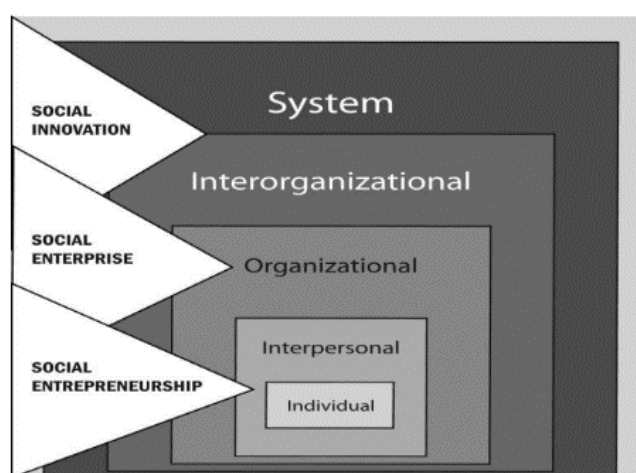 System
SOCIAL
INNOVATION
Interorganizational
SOCIAL
ENTERPRISE
Organizational
Interpersonal
SOCIAL
ENTREPRENEURSHIP
Individual